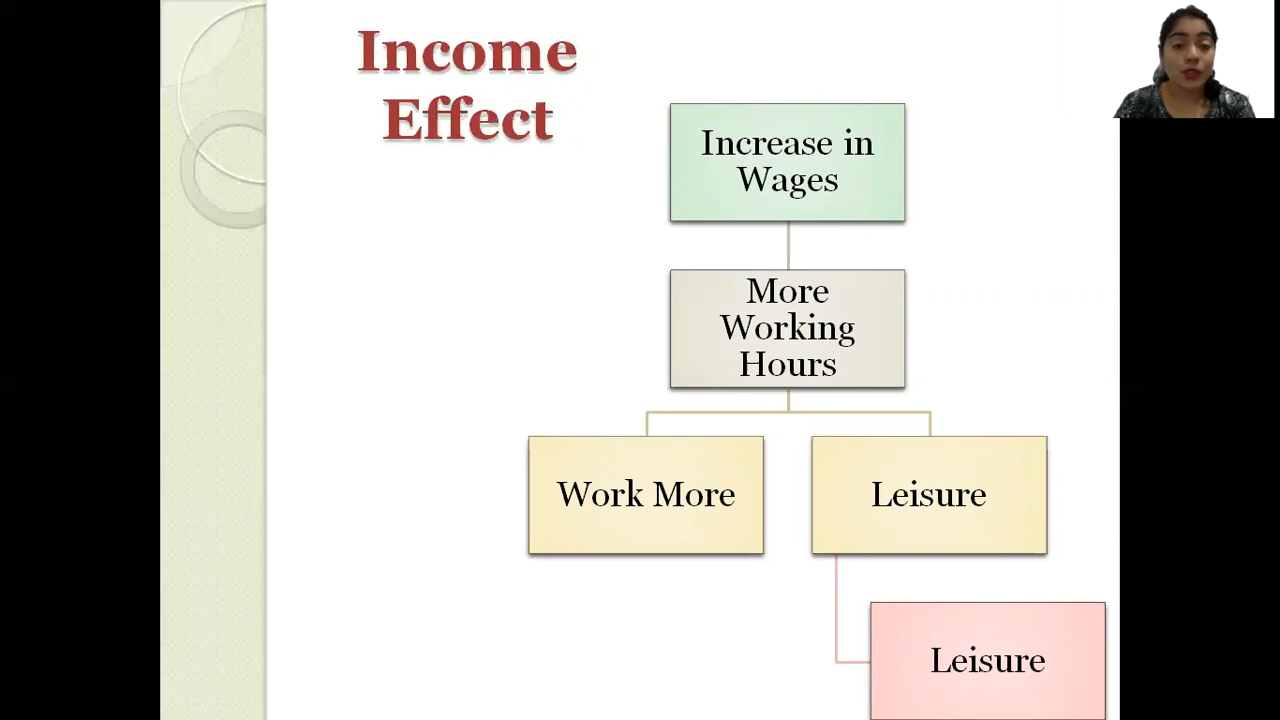 Income
Effect
Increase in
Wages
More
Working
Hours
Work More
Leisure
Leisure